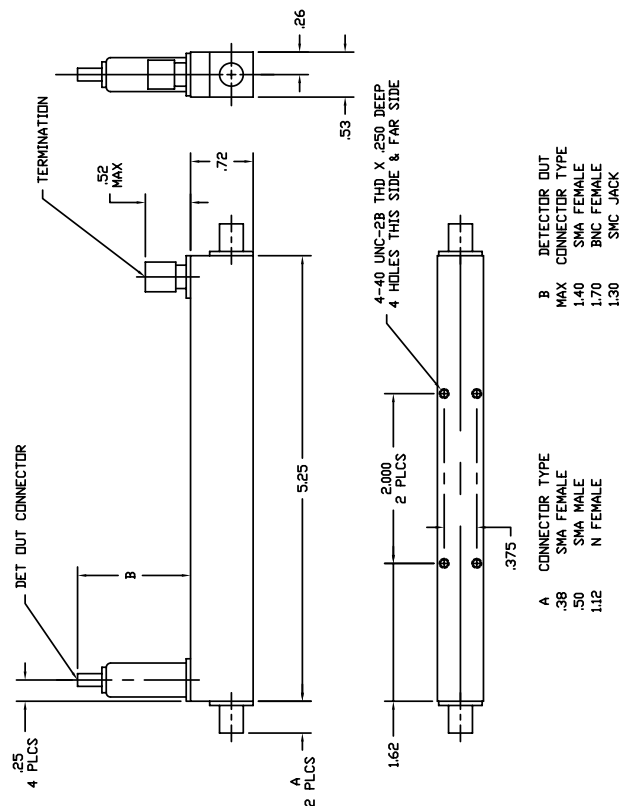 .26
.53
TERMINATION
.52
MAX
.72
DET OUT CONNECTOR
B
5.25
.25
4 PLCS
A
2 PLCS
4-40 UNC-2B THD X .250 DEEP
4 HOLES THIS SIDE & FAR SIDE
2.000
2 PLCS
.375
1.62
A CONNECTOR TYPE
.38 SMA FEMALE
.50 SMA MALE
1.12 N FEMALE
B DETECTOR OUT
MAX CONNECTOR TYPE
1.40 SMA FEMALE
1.70 BNC FEMALE
1.30 SMC JACK